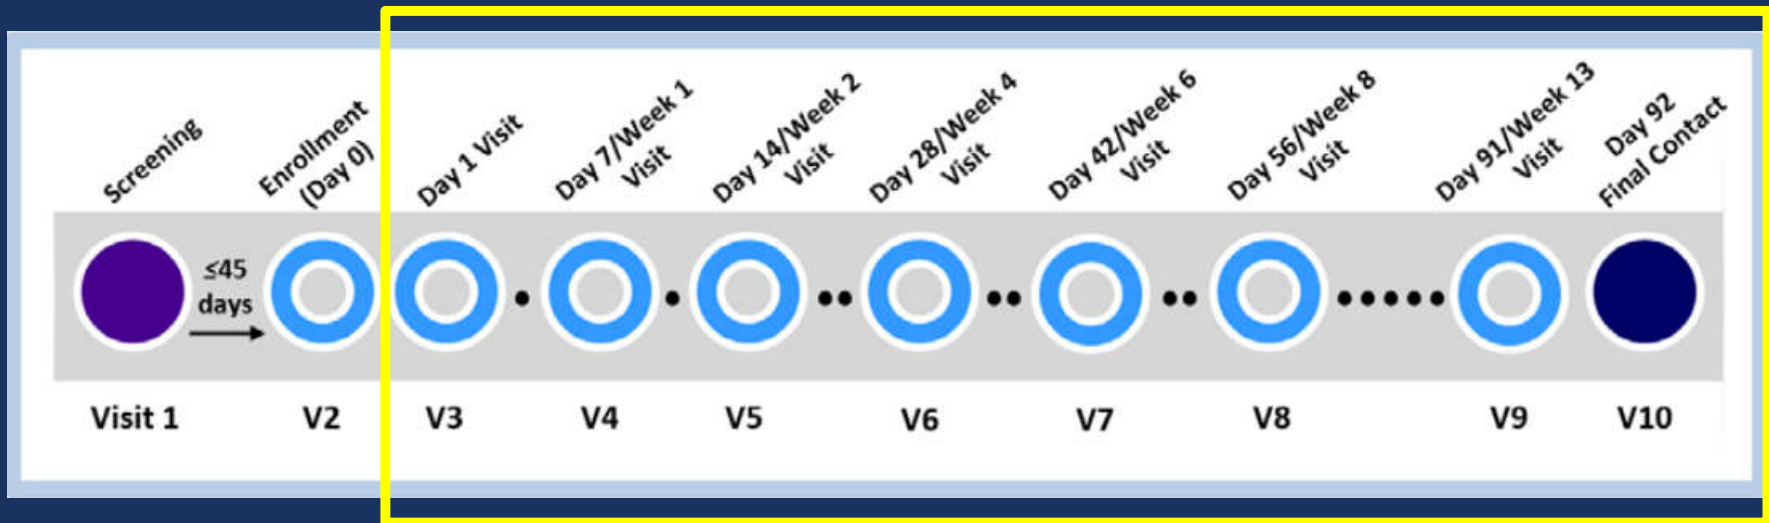 Screening
Enrollment
(Day 0)
Day 1 Visit
Day 7/Week 1
Visit
Day 14/Week 2
Visit
Day 28/Week 4
Visit
Day 42/Week 6
Visit
Day 56/Week 8
Visit
Day 91/Week 13
Visit
Day 92
Final Contact
≤45
days
Visit 1
V2
V3
V4
V5
V6
V7
V8
V9
V10